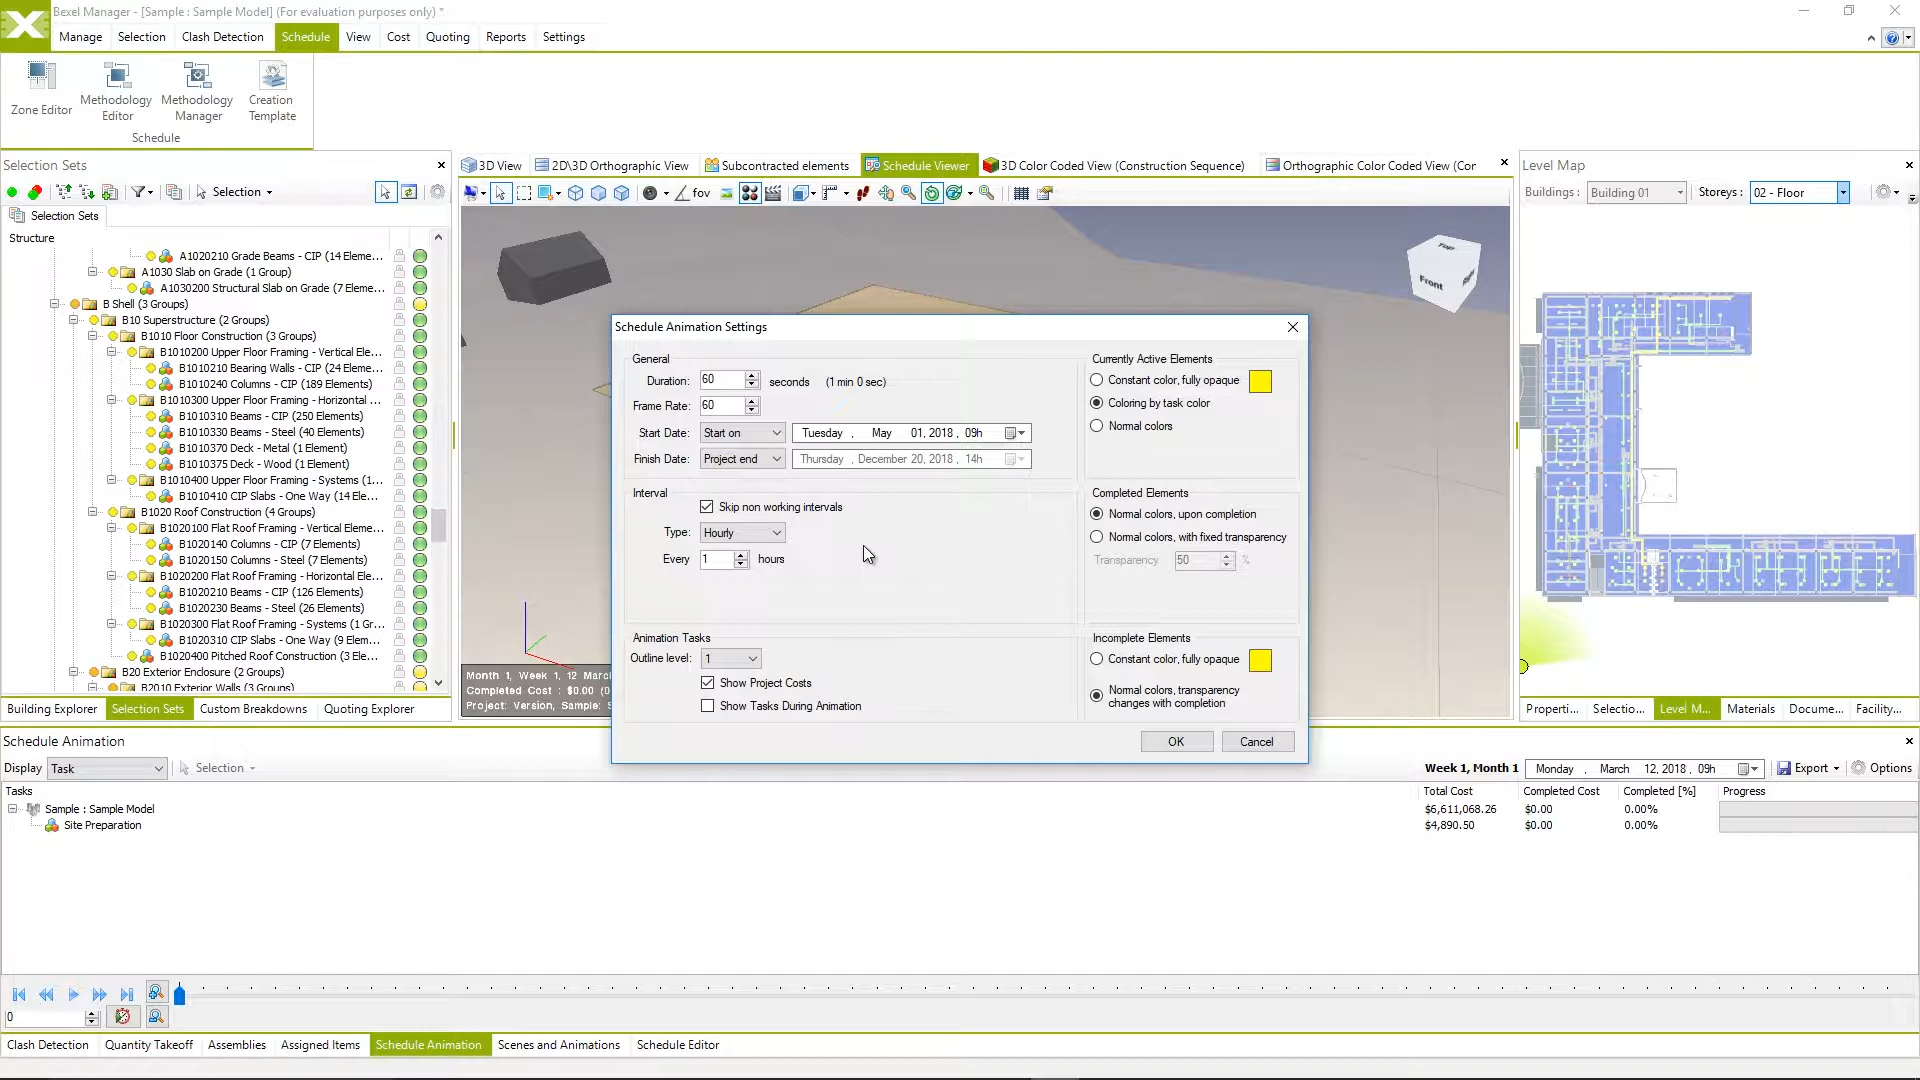 Bexel Manager - [Sample : Sample Model] (For evaluation purposes only) *
Manage Selection Clash Detection Schedule View Cost Quoting Reports Settings
Zone Editor
Methodology Editor
Methodology Manager
Creation Template
Schedule
Selection Sets
Selection
Selection Sets
Structure
A1020210 Grade Beams - CIP (14 Eleme...
A1030 Slab on Grade (1 Group)
A1030200 Structural Slab on Grade (7 Eleme...
B Shell (3 Groups)
B10 Superstructure (2 Groups)
B1010 Floor Construction (3 Groups)
B1010200 Upper Floor Framing - Vertical Ele...
B1010210 Bearing Walls - CIP (24 Eleme...
B1010240 Columns - CIP (189 Elements)
B1010300 Upper Floor Framing - Horizontal ...
B1010310 Beams - CIP (250 Elements)
B1010330 Beams - Steel (40 Elements)
B1010370 Deck - Metal (1 Element)
B1010375 Deck - Wood (1 Element)
B1010400 Upper Floor Framing - Systems (1...
B1010410 CIP Slabs - One Way (14 Ele...
B1020 Roof Construction (4 Groups)
B1020100 Flat Roof Framing - Vertical Eleme...
B1020140 Columns - CIP (7 Elements)
B1020150 Columns - Steel (7 Elements)
B1020200 Flat Roof Framing - Horizontal Ele...
B1020210 Beams - CIP (126 Elements)
B1020230 Beams - Steel (26 Elements)
B1020300 Flat Roof Framing - Systems (1 Gr...
B1020310 CIP Slabs - One Way (9 Elem...
B1020400 Pitched Roof Construction (3 Ele...
B20 Exterior Enclosure (2 Groups)
B2010 Exterior Walls (3 Groups)
Building Explorer Selection Sets Custom Breakdowns Quoting Explorer
3D View 2D\3D Orthographic View Subcontracted elements Schedule Viewer 3D Color Coded View (Construction Sequence) Orthographic Color Coded View (Cor
fov
Top
Front
Month 1, Week 1, 12 Marc
Completed Cost : $0.00 (0
Project: Version, Sample: S
Schedule Animation Settings
General
Duration: 60 seconds (1 min 0 sec)
Frame Rate: 60
Start Date: Start on Tuesday , May 01, 2018 , 09h
Finish Date: Project end Thursday , December 20, 2018 , 14h
Interval
Skip non working intervals
Type: Hourly
Every 1 hours
Animation Tasks
Outline level: 1
Show Project Costs
Show Tasks During Animation
Currently Active Elements
Constant color, fully opaque
Coloring by task color
Normal colors
Completed Elements
Normal colors, upon completion
Normal colors, with fixed transparency
Transparency 50 %
Incomplete Elements
Constant color, fully opaque
Normal colors, transparency
changes with completion
OK Cancel
Level Map
Buildings : Building 01 Storeys : 02 - Floor
Properti... Selectio... Level M... Materials Docume... Facility...
Schedule Animation
Display Task Selection
Week 1, Month 1 Monday , March 12, 2018 , 09h Export Options
Tasks Total Cost Completed Cost Completed [%] Progress
Sample : Sample Model $6,611,068.26 $0.00 0.00%
Site Preparation $4,890.50 $0.00 0.00%
0
Clash Detection Quantity Takeoff Assemblies Assigned Items Schedule Animation Scenes and Animations Schedule Editor